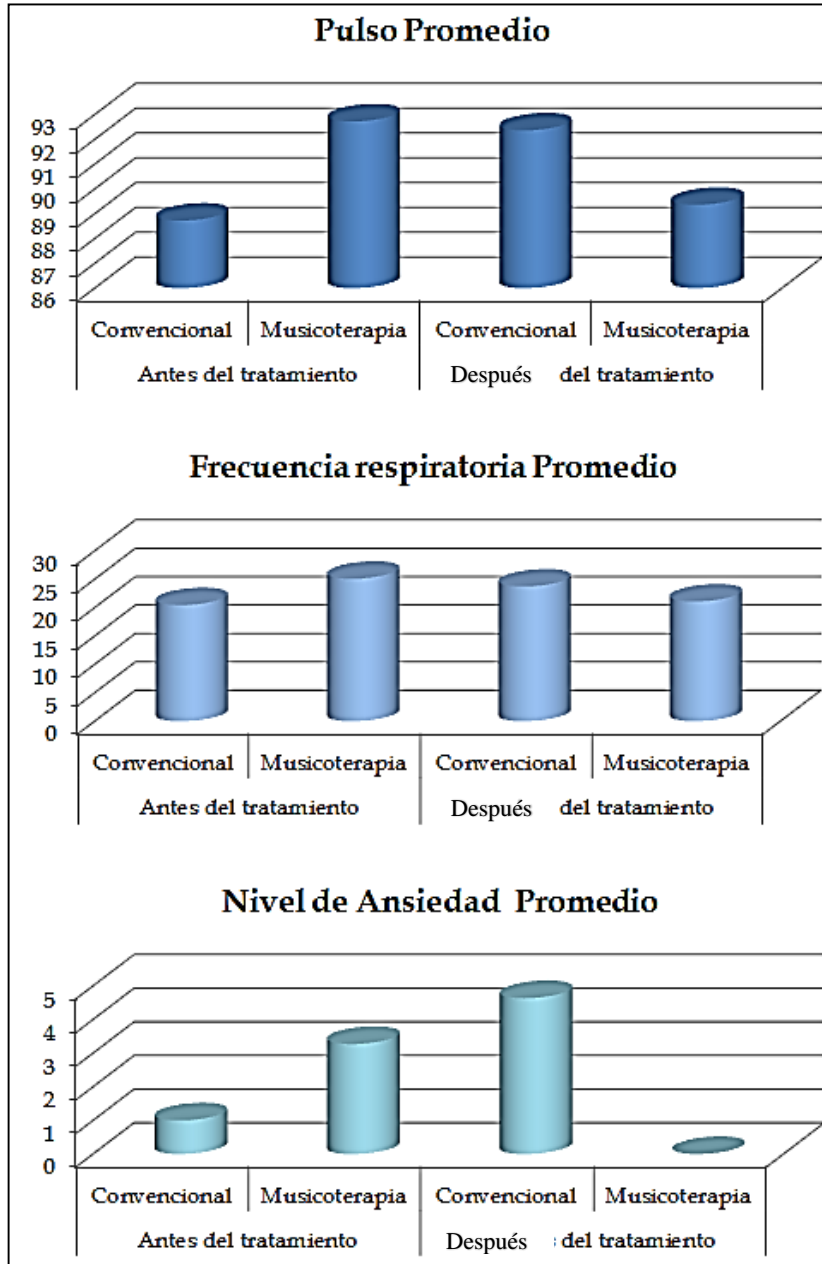 Pulso Promedio
93
92
91
90
89
88
87
86
Convencional Musicoterapia Convencional Musicoterapia
Antes del tratamiento Después del tratamiento
Frecuencia respiratoria Promedio
30
25
20
15
10
5
0
Convencional Musicoterapia Convencional Musicoterapia
Antes del tratamiento Después del tratamiento
Nivel de Ansiedad Promedio
5
4
3
2
1
0
Convencional Musicoterapia Convencional Musicoterapia
Antes del tratamiento Después s del tratamiento